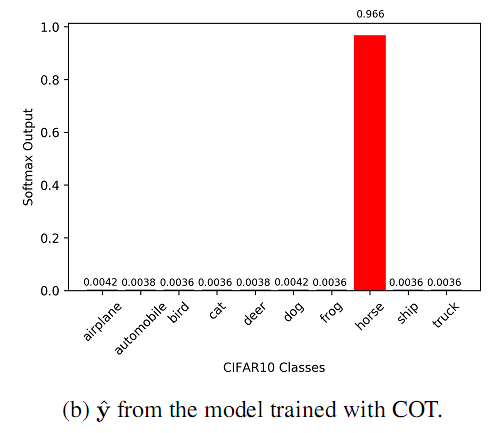 0.966
1.0
0.8
0.6
0.4
0.2
0.0
Softmax Output
0.0042 0.0038 0.0036 0.0036 0.0038 0.0042 0.0036 0.0036 0.0036
airplane automobile bird cat deer dog frog horse ship truck
CIFAR10 Classes
(b) ŷ from the model trained with COT.